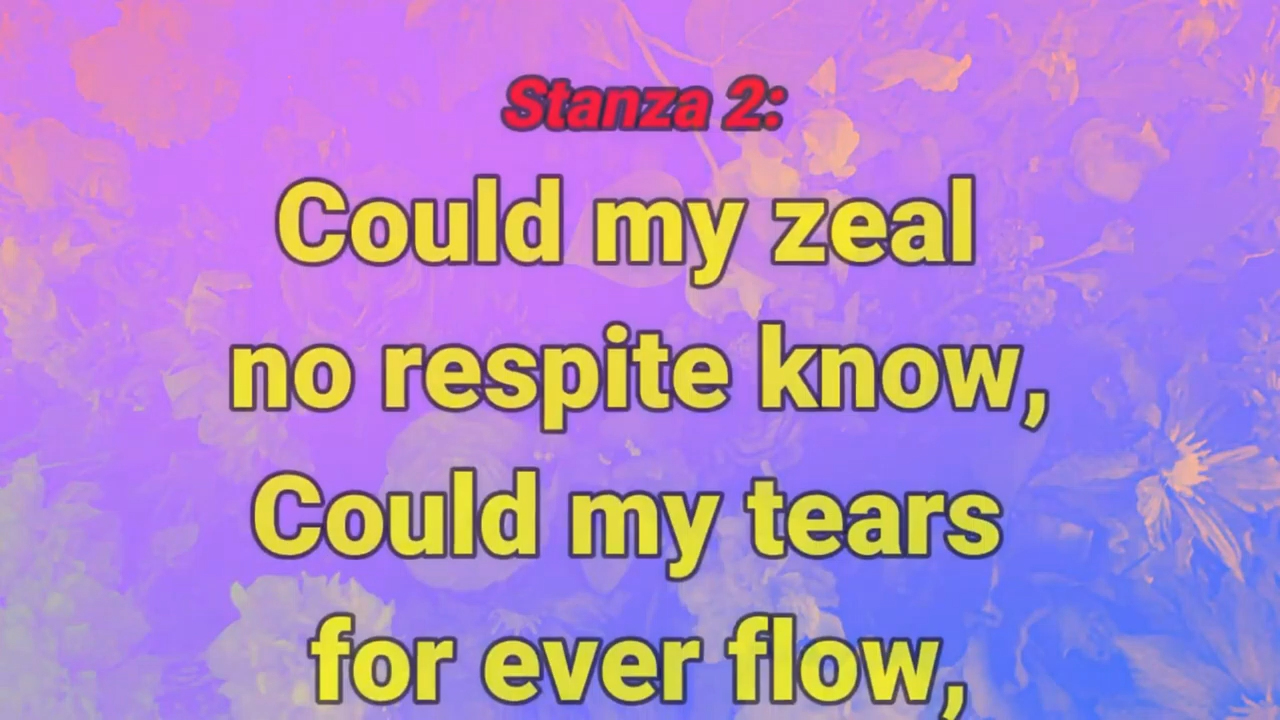 Stanza 2:
Could my zeal
no respite know,
Could my tears
for ever flow,